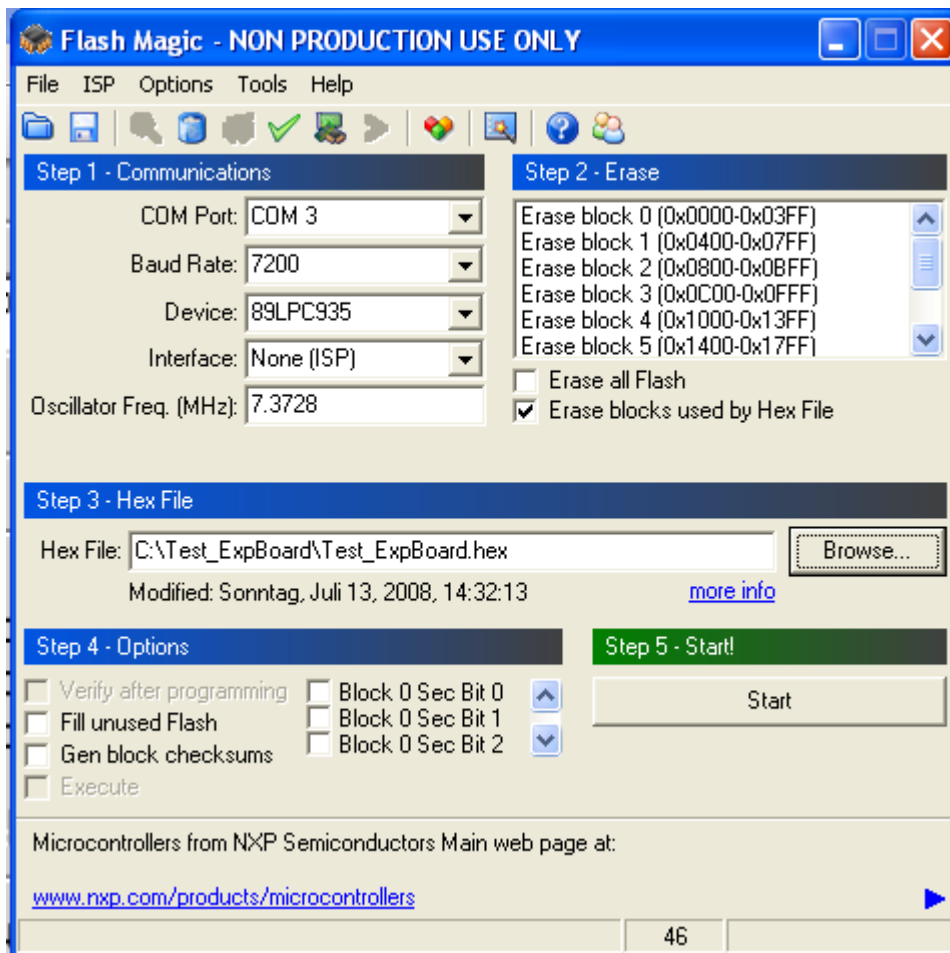 Flash Magic - NON PRODUCTION USE ONLY
File ISP Options Tools Help
Step 1 - Communications
COM Port: COM 3
Baud Rate: 7200
Device: 89LPC935
Interface: None (ISP)
Oscillator Freq. (MHz): 7.3728
Step 2 - Erase
Erase block 0 (0x0000-0x03FF)
Erase block 1 (0x0400-0x07FF)
Erase block 2 (0x0800-0x0BFF)
Erase block 3 (0x0C00-0x0FFF)
Erase block 4 (0x1000-0x13FF)
Erase block 5 (0x1400-0x17FF)
Erase all Flash
Erase blocks used by Hex File
Step 3 - Hex File
Hex File: C:\Test_ExpBoard\Test_ExpBoard.hex Browse...
Modified: Sonntag, Juli 13, 2008, 14:32:13 more info
Step 4 - Options
Verify after programming
Fill unused Flash
Gen block checksums
Execute
Block 0 Sec Bit 0
Block 0 Sec Bit 1
Block 0 Sec Bit 2
Step 5 - Start!
Start
Microcontrollers from NXP Semiconductors Main web page at:
www.nxp.com/products/microcontrollers
46